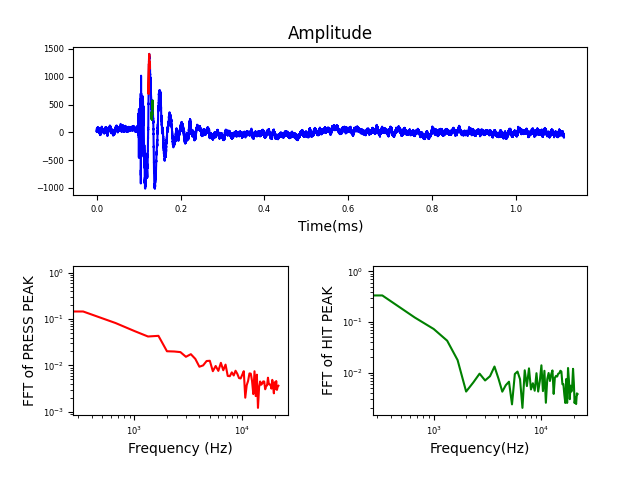 Amplitude
1500
1000
500
0
−500
−1000
0.0 0.2 0.4 0.6 0.8 1.0
Time(ms)
FFT of PRESS PEAK
10⁰
10⁻¹
10⁻²
10⁻³
10³ 10⁴
Frequency (Hz)
FFT of HIT PEAK
10⁰
10⁻¹
10⁻²
10³ 10⁴
Frequency(Hz)